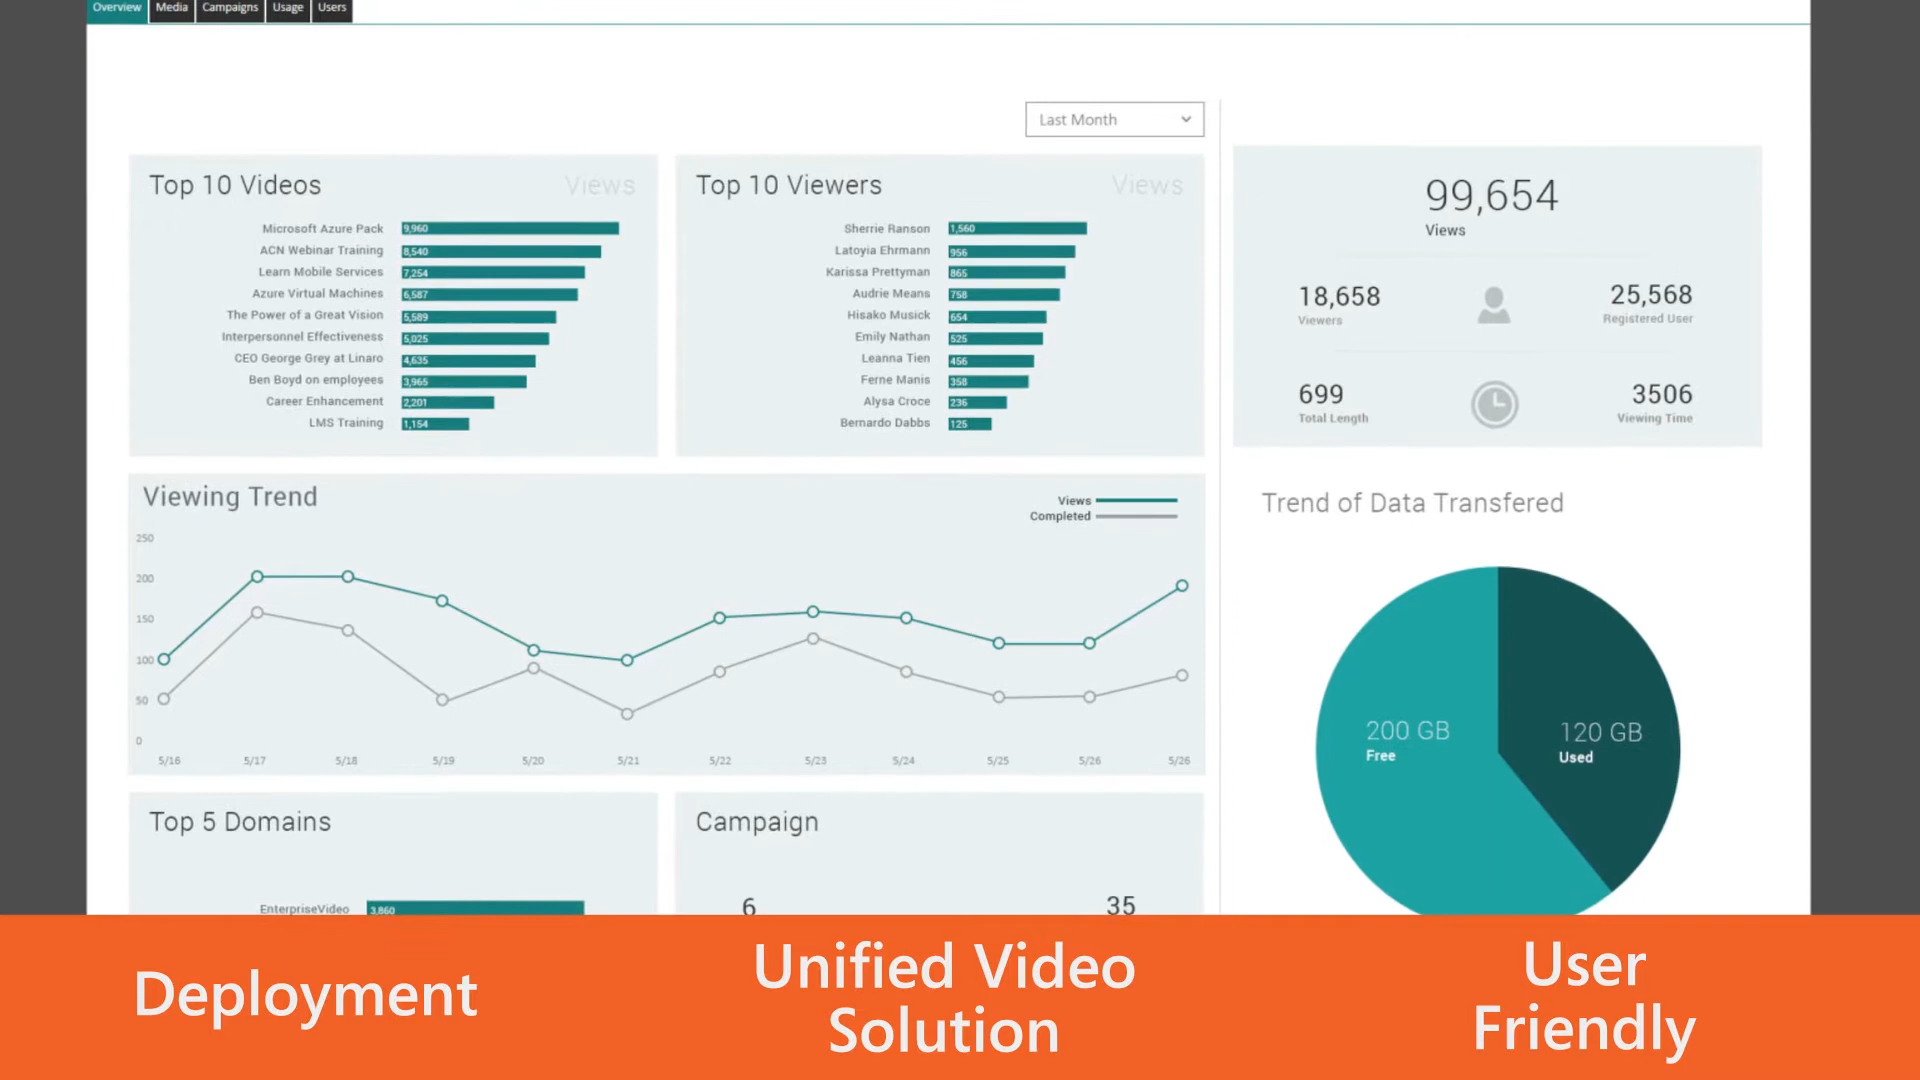 Overview Media Campaigns Usage Users
Last Month
Top 10 Videos Views
Microsoft Azure Pack 9,960
ACN Webinar Training 8,540
Learn Mobile Services 7,254
Azure Virtual Machines 6,587
The Power of a Great Vision 5,589
Interpersonnel Effectiveness 5,025
CEO George Grey at Linaro 4,635
Ben Boyd on employees 3,965
Career Enhancement 2,201
LMS Training 1,154
Top 10 Viewers Views
Sherrie Ranson 1,560
Latoyia Ehrmann 956
Karissa Prettyman 865
Audrie Means 758
Hisako Musick 654
Emily Nathan 525
Leanna Tien 456
Ferne Manis 358
Alysa Croce 236
Bernardo Dabbs 125
99,654
Views
18,658
Viewers
25,568
Registered User
699
Total Length
3506
Viewing Time
Viewing Trend
Views
Completed
250
200
150
100
50
0
5/16 5/17 5/18 5/19 5/20 5/21 5/22 5/23 5/24 5/25 5/26 5/26
Trend of Data Transfered
200 GB
Free
120 GB
Used
Top 5 Domains
EnterpriseVideo 3,860
Campaign
6 35
Deployment
Unified Video
Solution
User
Friendly